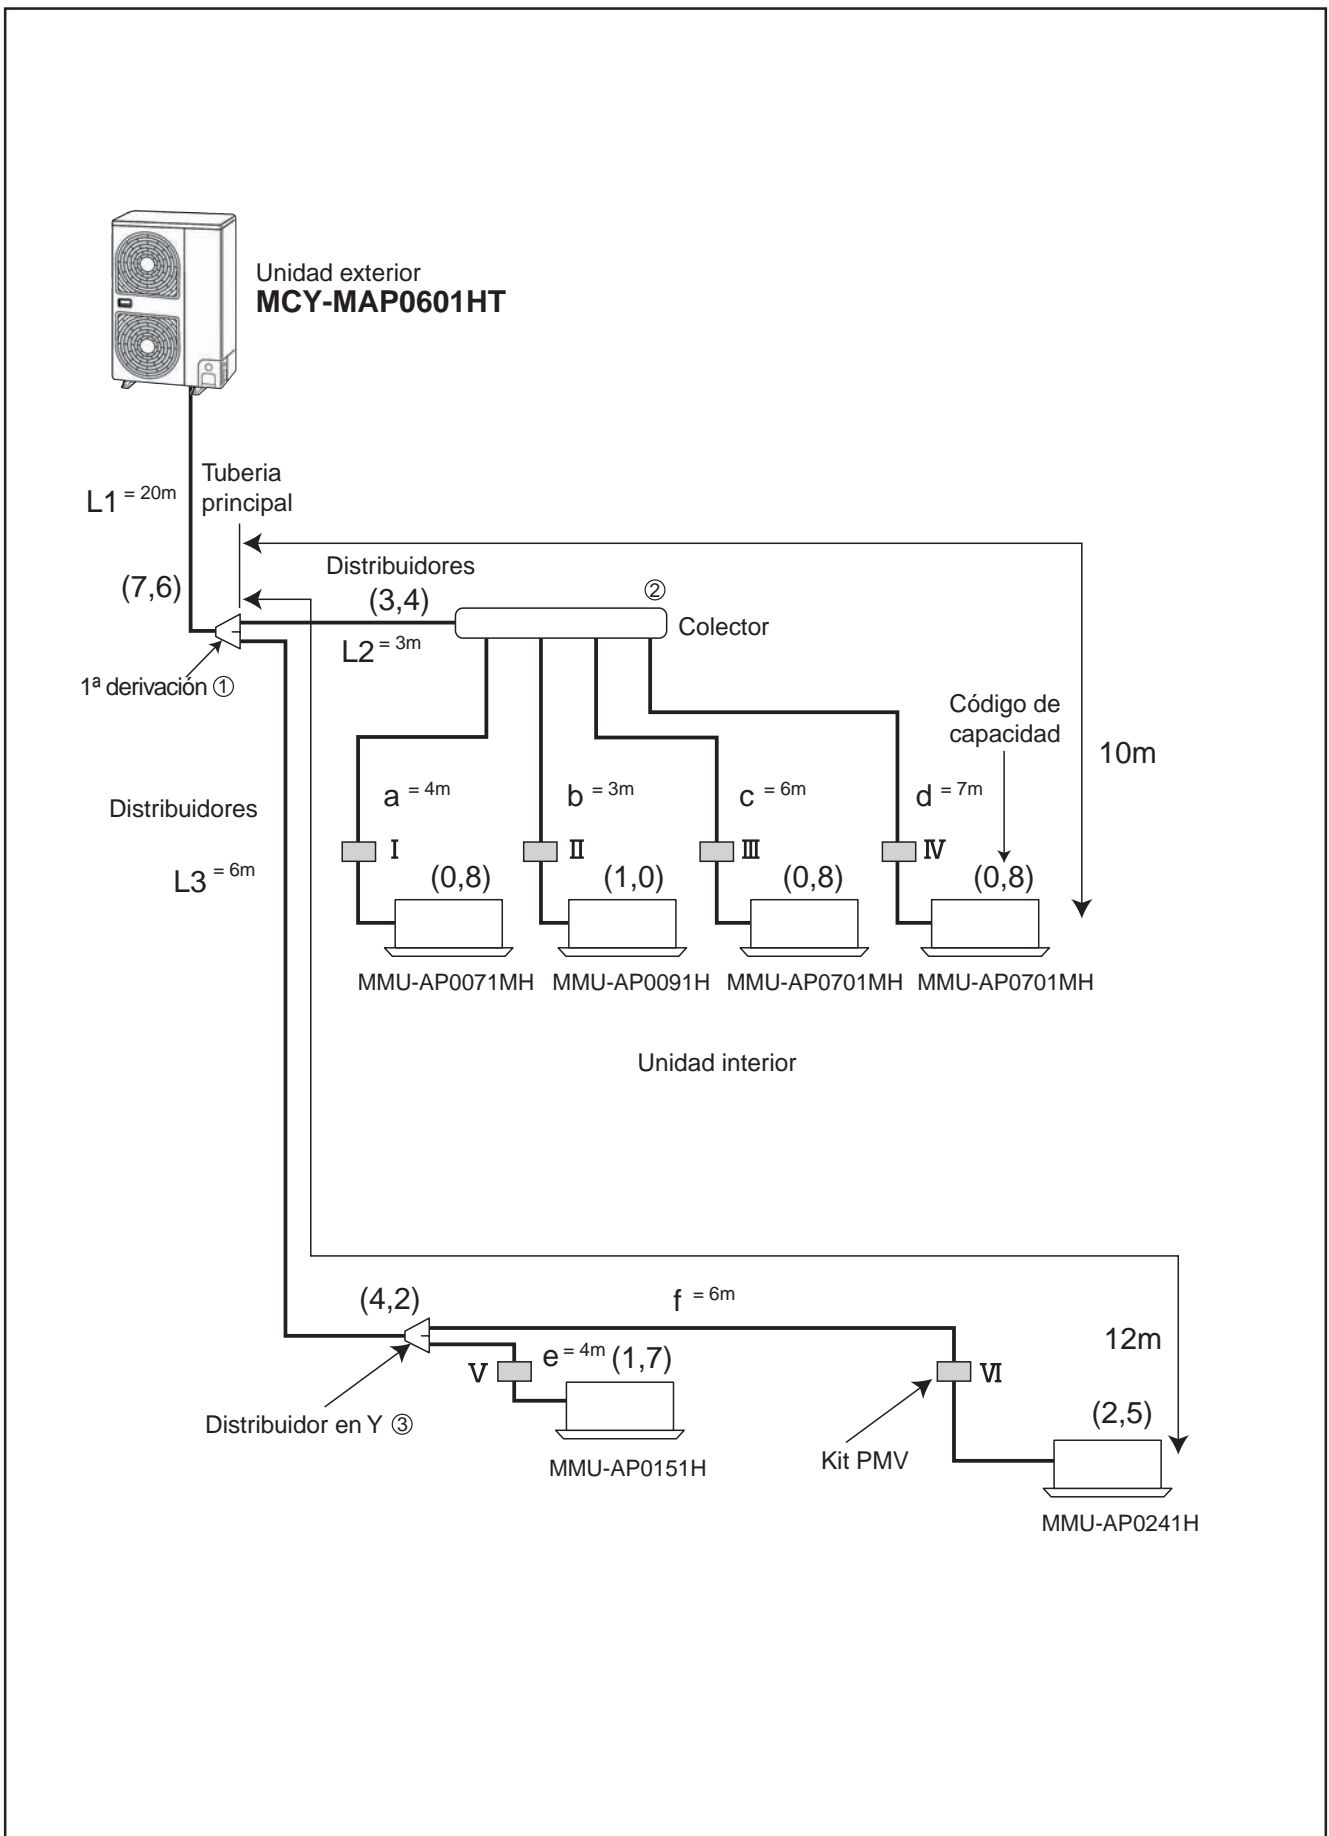 Unidad exterior
MCY-MAP0601HT
Tuberia
principal
L1 = 20m
Distribuidores
(7,6)
(3,4)
②
Colector
L2 = 3m
1ª derivación ①
Código de
capacidad
10m
a = 4m
b = 3m
c = 6m
d = 7m
Distribuidores
I
II
III
IV
L3 = 6m
(0,8)
(1,0)
(0,8)
(0,8)
MMU-AP0071MH
MMU-AP0091H
MMU-AP0701MH
MMU-AP0701MH
Unidad interior
(4,2)
f = 6m
12m
e = 4m
(1,7)
V
VI
Distribuidor en Y ③
(2,5)
Kit PMV
MMU-AP0151H
MMU-AP0241H